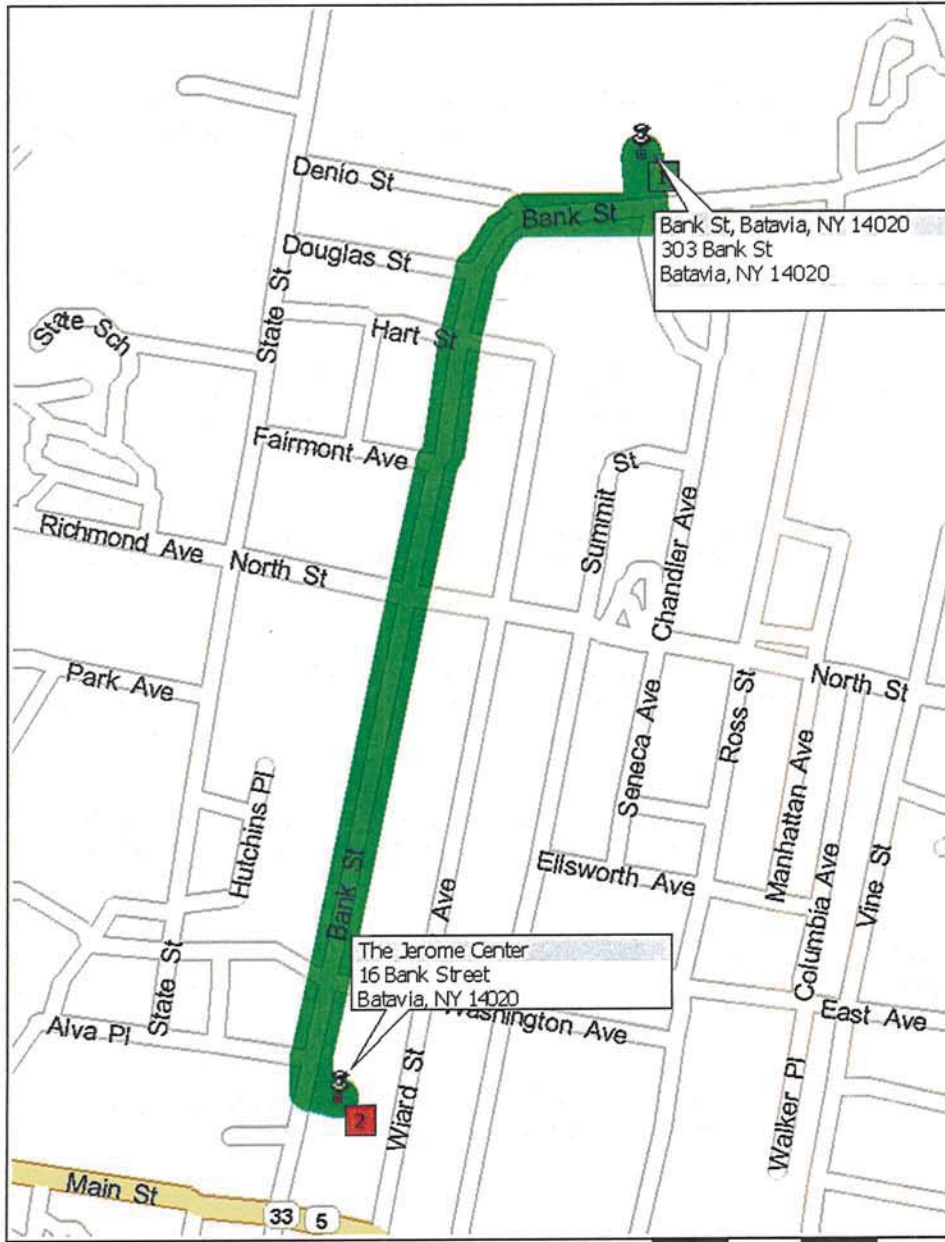 Denio St
Bank St
1
Bank St, Batavia, NY 14020
303 Bank St
Batavia, NY 14020
Douglas St
State St
State Sch
Hart St
Fairmont Ave
Summit St
Chandler Ave
Richmond Ave
North St
Park Ave
North St
Ross St
Seneca Ave
Manhattan Ave
Hutchins Pl
Ellsworth Ave
Columbia Ave
Vine St
Bank St
Ave
The Jerome Center
16 Bank Street
Batavia, NY 14020
State St
Alva Pl
Washington Ave
East Ave
Wiard St
Walker Pl
2
Main St
33
5